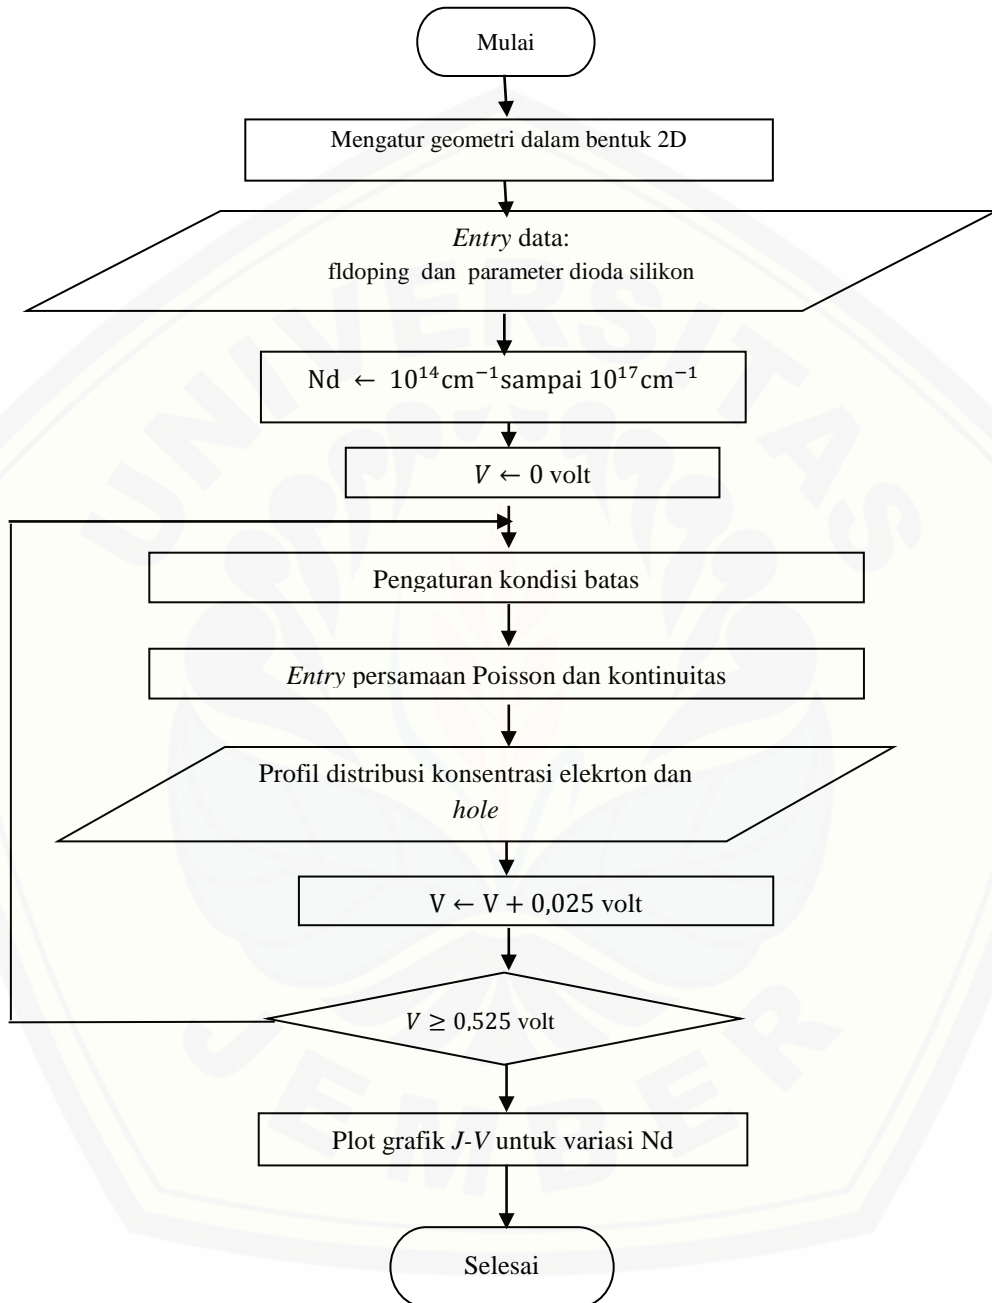 Mulai
Mengatur geometri dalam bentuk 2D
Entry data:
fldoping dan parameter dioda silikon
Nd ← 10¹⁴cm⁻¹sampai 10¹⁷cm⁻¹
V ← 0 volt
Pengaturan kondisi batas
Entry persamaan Poisson dan kontinuitas
Profil distribusi konsentrasi elekrton dan
hole
V ← V + 0,025 volt
V ≥ 0,525 volt
Plot grafik J-V untuk variasi Nd
Selesai
UNIVERSITAS
JEMBER